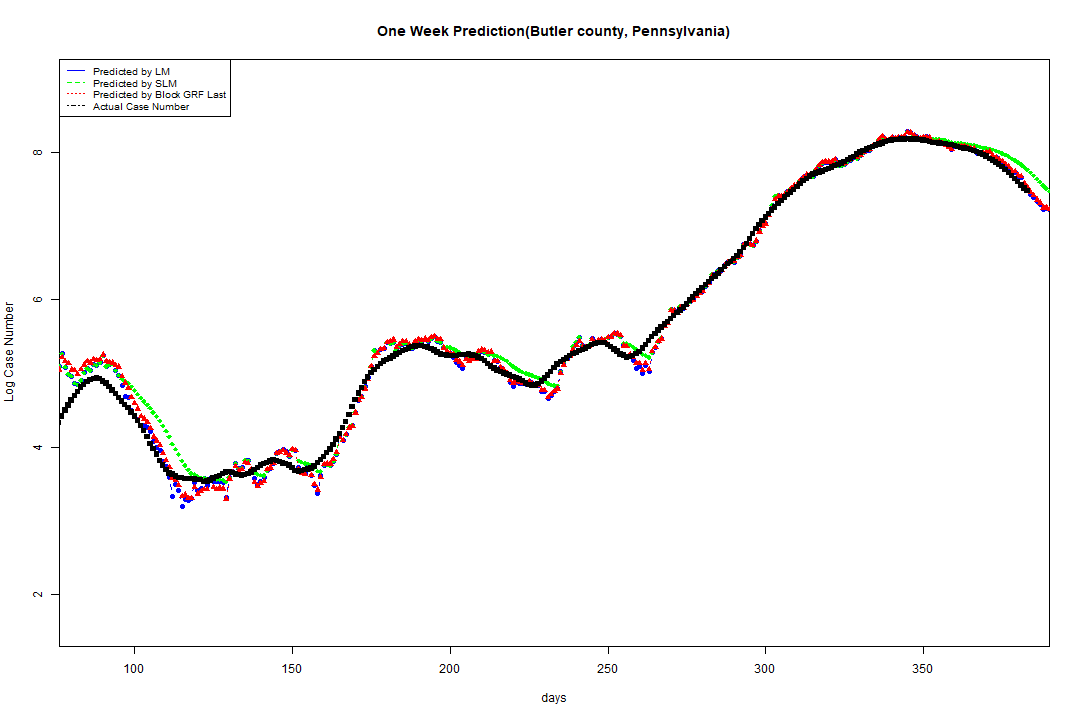 One Week Prediction(Butler county, Pennsylvania)
Predicted by LM
Predicted by SLM
Predicted by Block GRF Last
Actual Case Number
8
6
4
2
Log Case Number
100 150 200 250 300 350
days